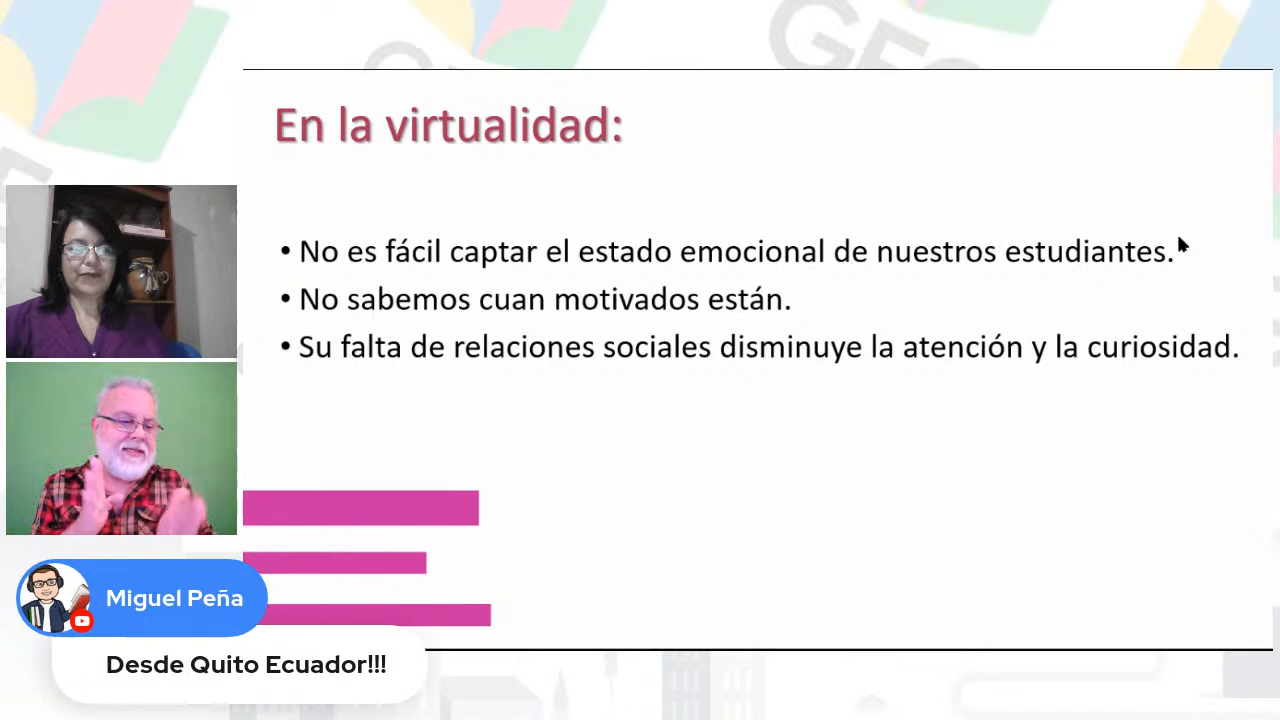 GEG
En la virtualidad:
• No es fácil captar el estado emocional de nuestros estudiantes.
• No sabemos cuan motivados están.
• Su falta de relaciones sociales disminuye la atención y la curiosidad.
Miguel Peña
Desde Quito Ecuador!!!